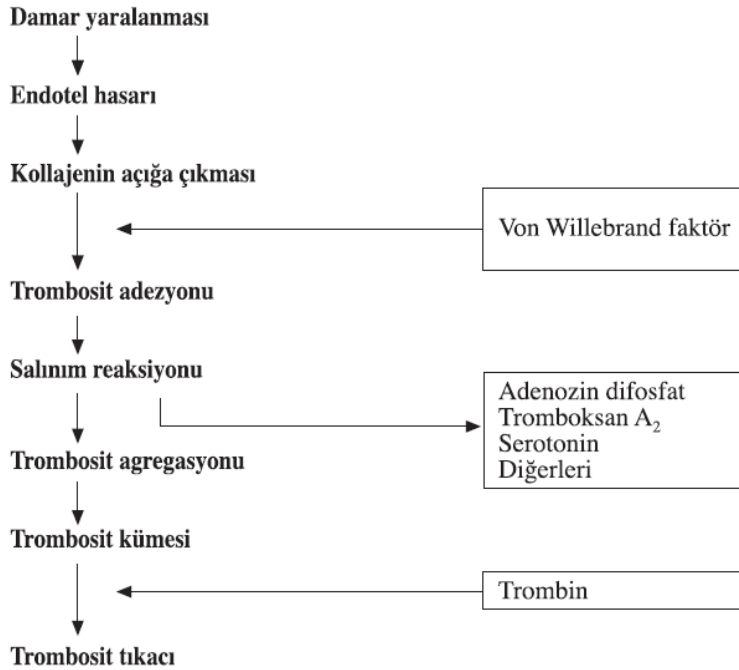 Damar yaralanması
Endotel hasarı
Kollajenin açığa çıkması
Von Willebrand faktör
Trombosit adezyonu
Salınım reaksiyonu
Adenozin difosfat
Tromboksan A₂
Serotonin
Diğerleri
Trombosit agregasyonu
Trombosit kümesi
Trombin
Trombosit tıkacı